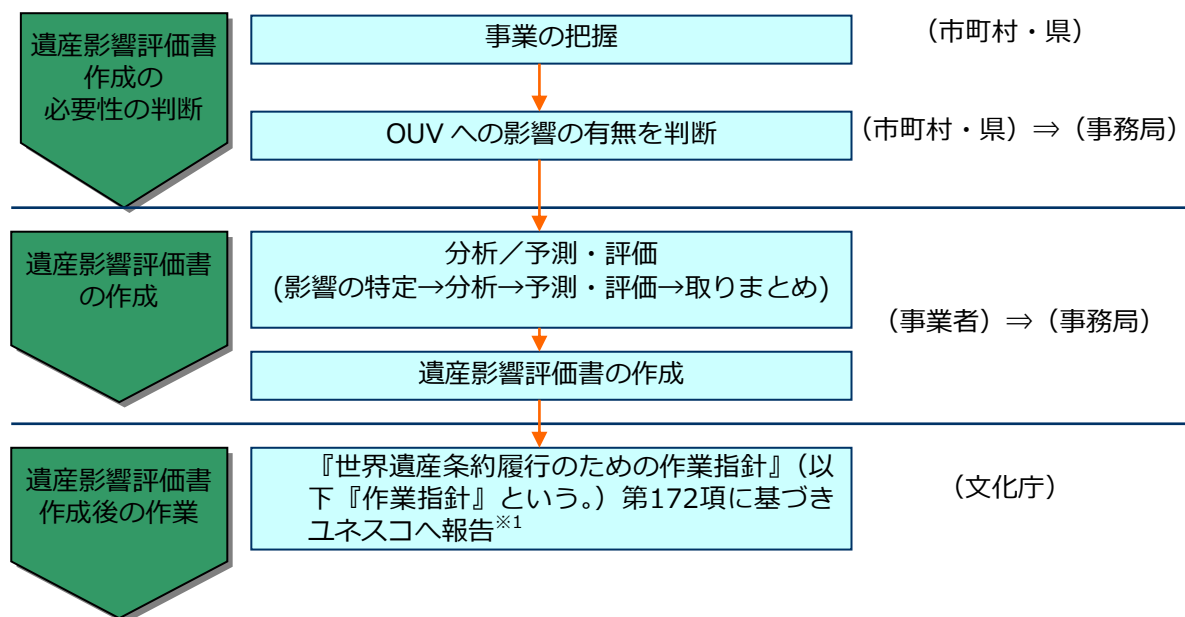 遺産影響評価書
作成の
必要性の判断
事業の把握
（市町村・県）
OUV への影響の有無を判断
（市町村・県）⇒（事務局）
遺産影響評価書
の作成
分析／予測・評価
(影響の特定→分析→予測・評価→取りまとめ)
（事業者）⇒（事務局）
遺産影響評価書の作成
遺産影響評価書
作成後の作業
『世界遺産条約履行のための作業指針』（以
下『作業指針』という。）第172項に基づき
ユネスコへ報告※1
（文化庁）